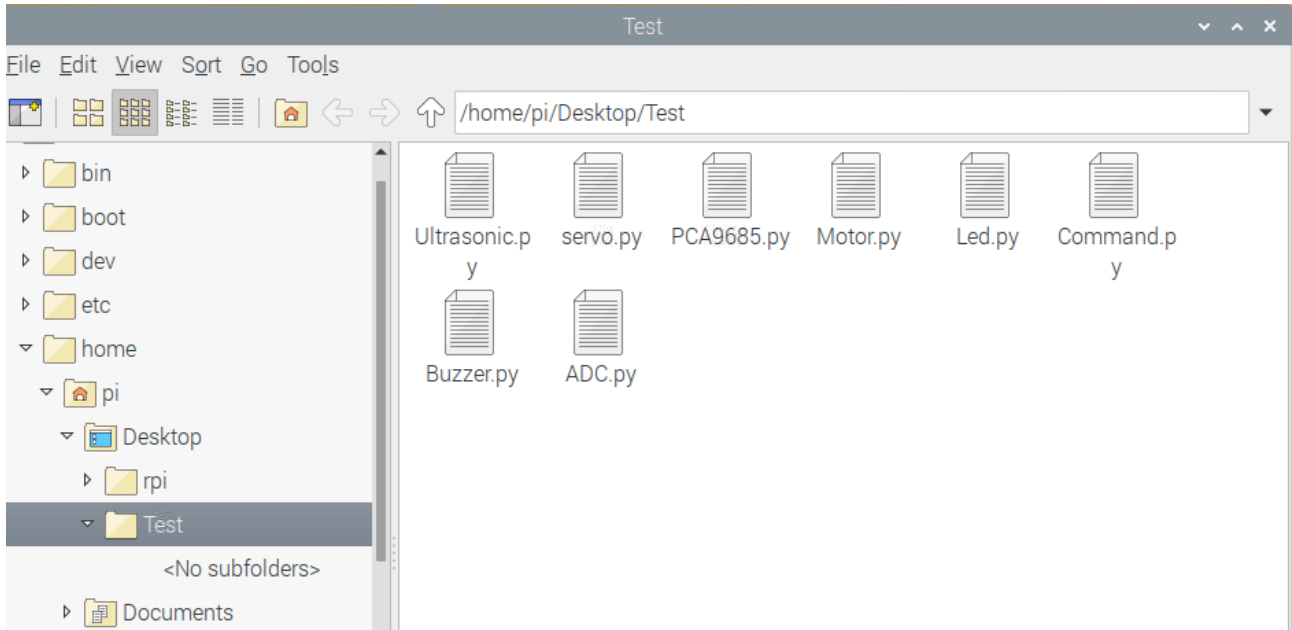 Test
File Edit View Sort Go Tools
/home/pi/Desktop/Test
bin
boot
dev
etc
home
pi
Desktop
rpi
Test
<No subfolders>
Documents
Ultrasonic.p
y
servo.py
PCA9685.py
Motor.py
Led.py
Command.p
y
Buzzer.py
ADC.py